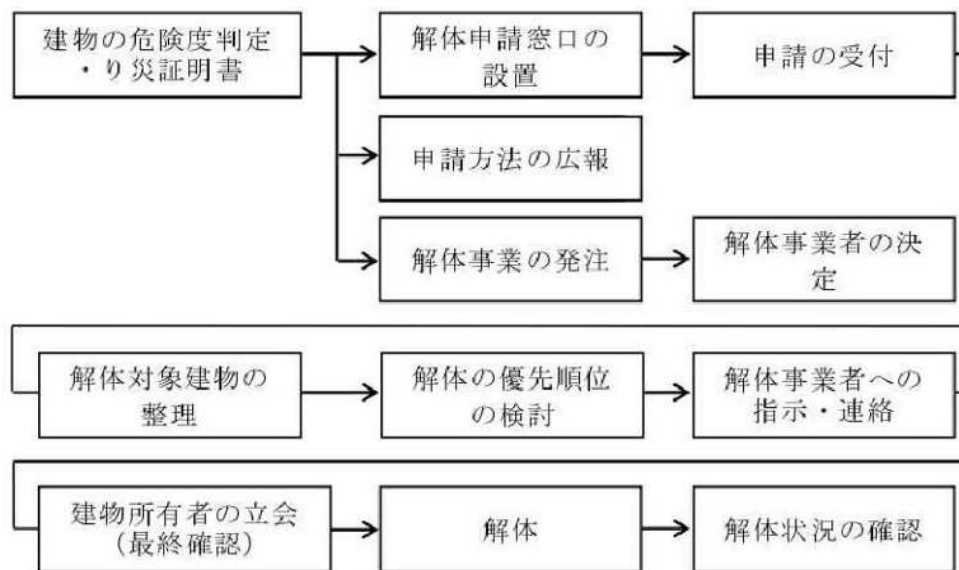 建物の危険度判定
・り災証明書
解体申請窓口の
設置
申請の受付
申請方法の広報
解体事業の発注
解体事業者の決
定
解体対象建物の
整理
解体の優先順位
の検討
解体事業者への
指示・連絡
建物所有者の立会
（最終確認）
解体
解体状況の確認